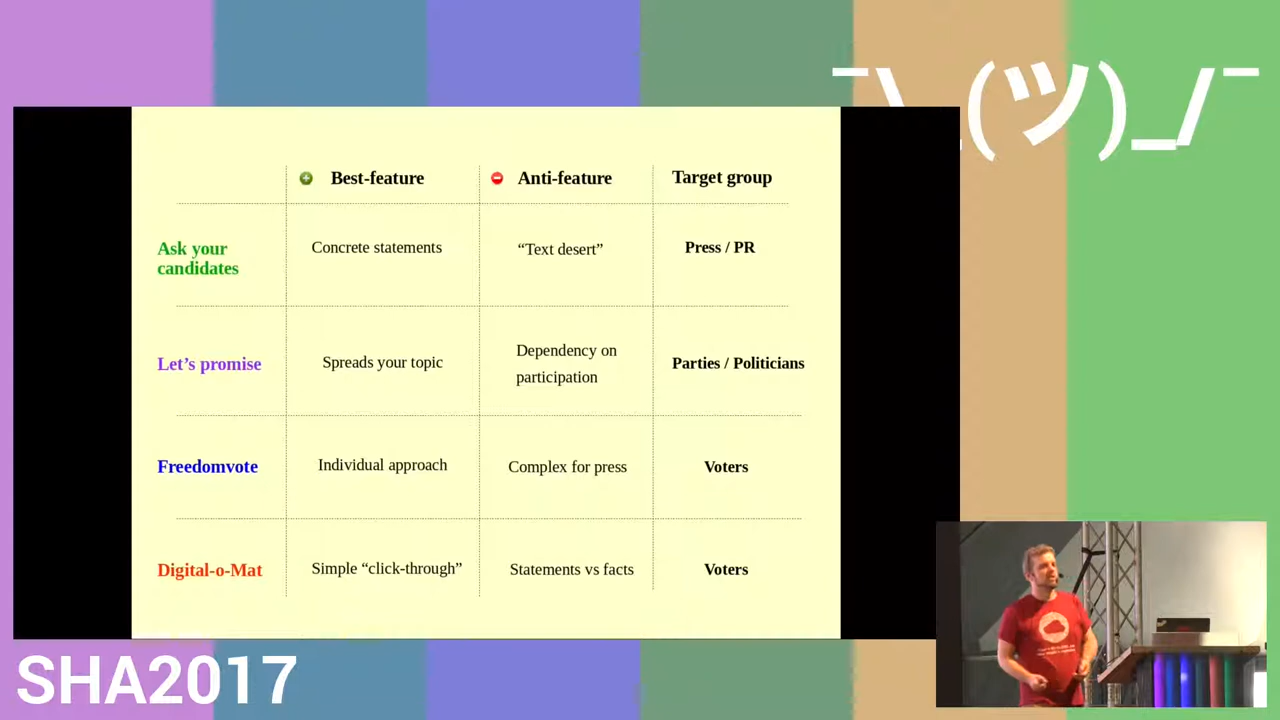 ¯\_(ツ)_/¯
Best-feature
Anti-feature
Target group
Ask your
candidates
Concrete statements
“Text desert”
Press / PR
Let’s promise
Spreads your topic
Dependency on
participation
Parties / Politicians
Freedomvote
Individual approach
Complex for press
Voters
Digital-o-Mat
Simple “click-through”
Statements vs facts
Voters
SHA2017